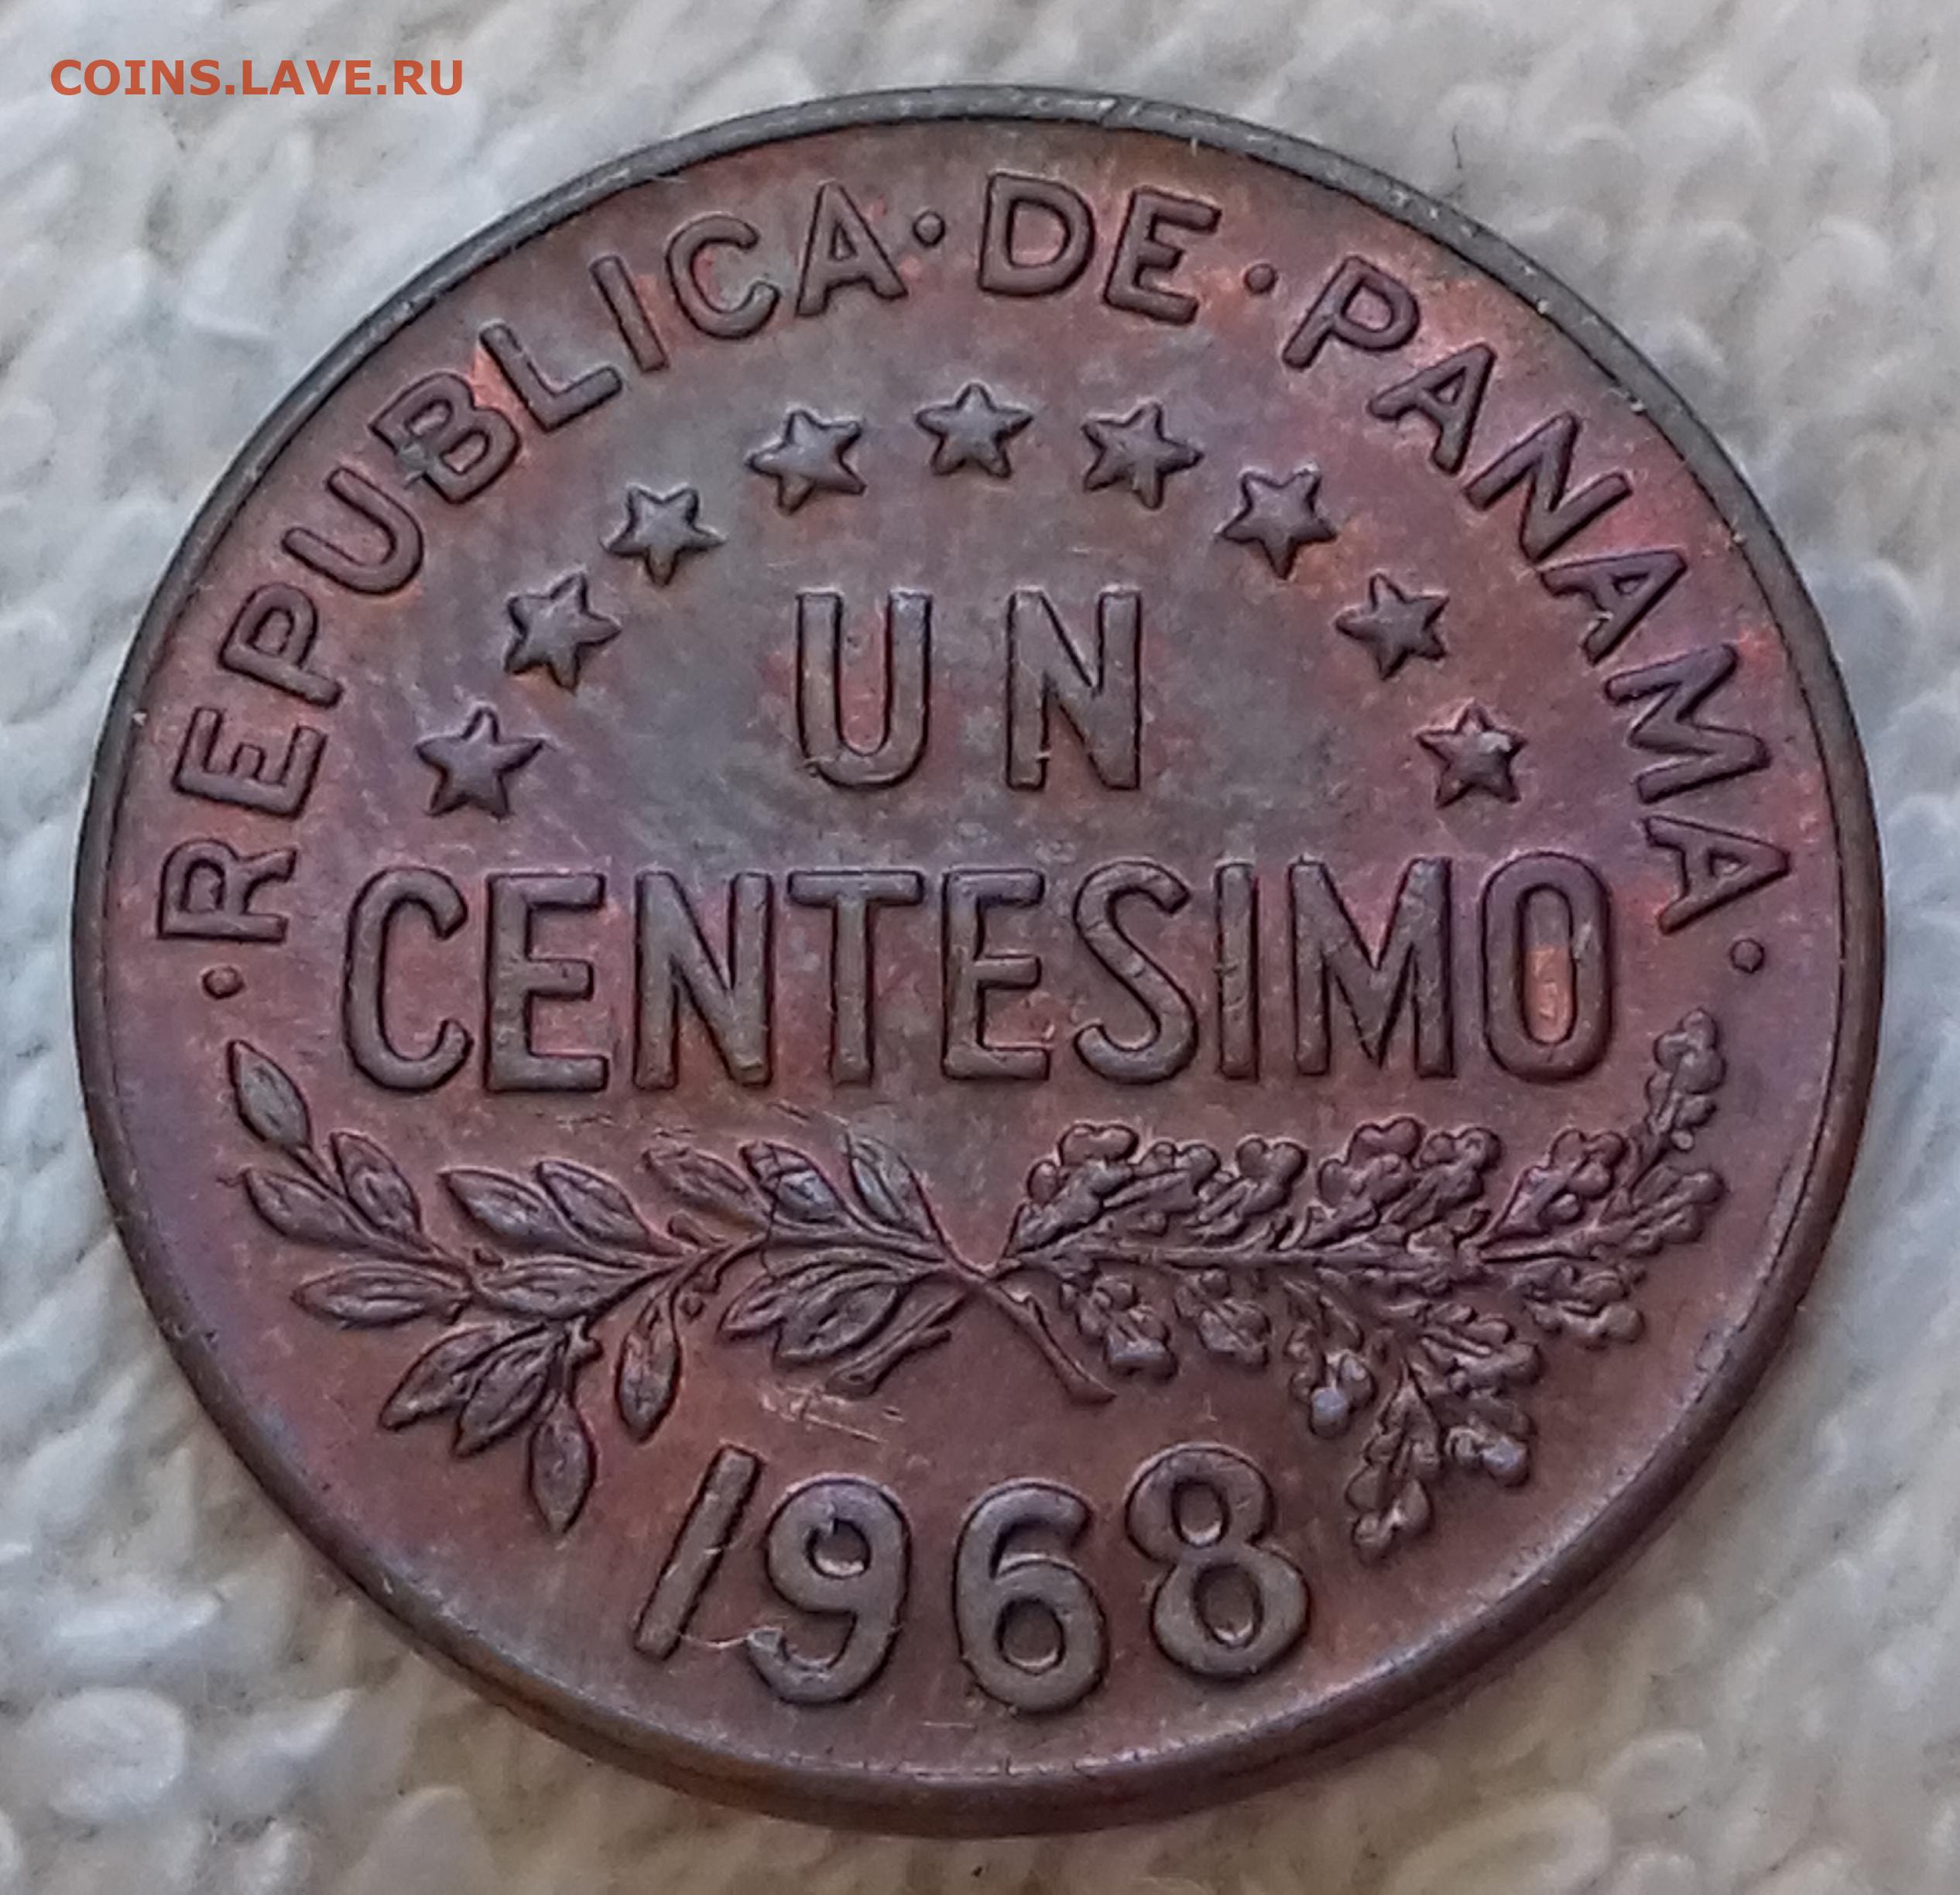 COINS.LAVE.RU
·REPUBLICA·DE·PANAMA·
UN
CENTESIMO
1968